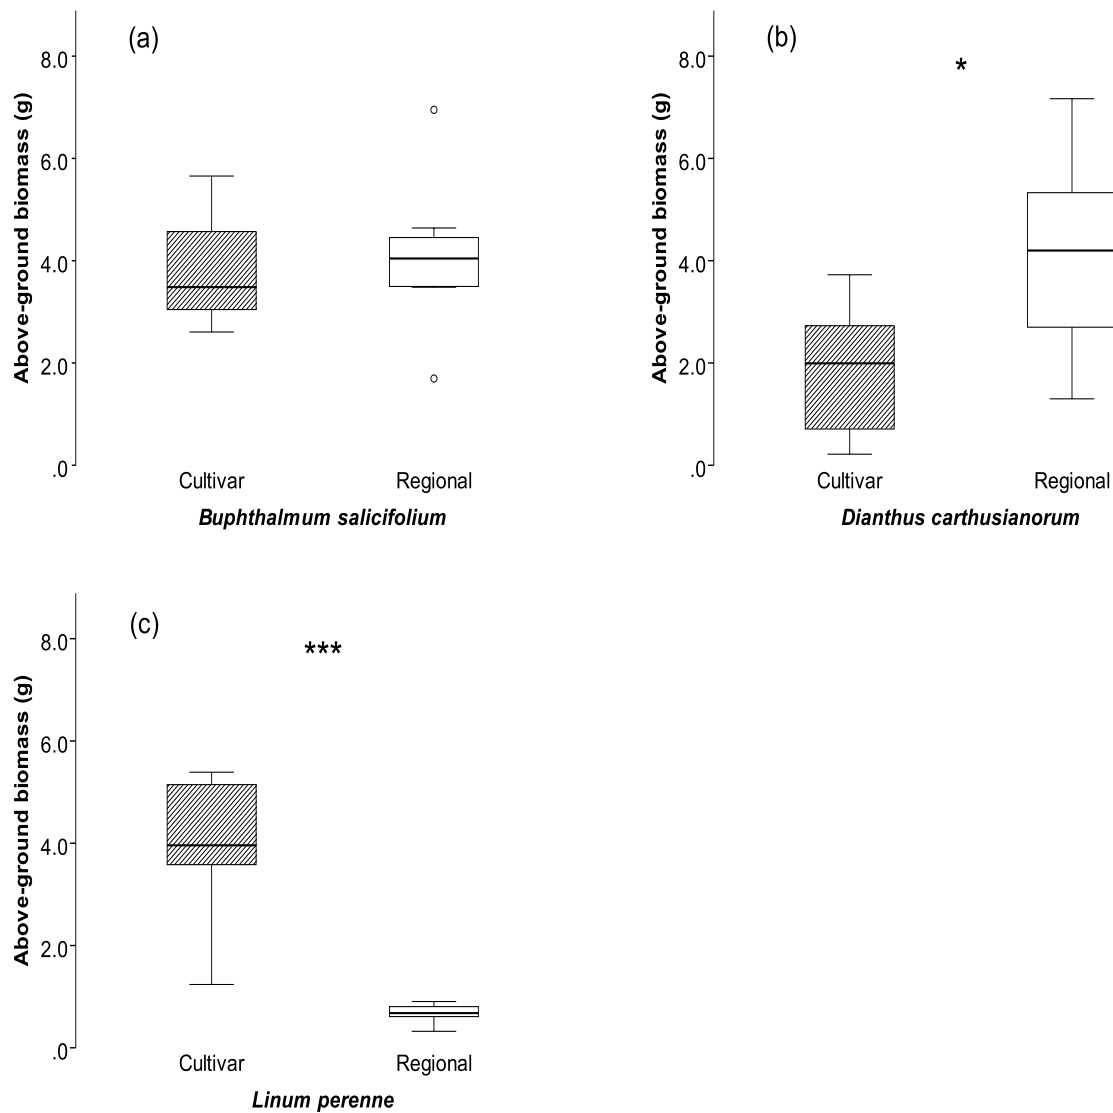 (a)
8.0
6.0
4.0
2.0
.0
Above-ground biomass (g)
Cultivar Regional
Buphthalmum salicifolium
(b)
*
8.0
6.0
4.0
2.0
.0
Above-ground biomass (g)
Cultivar Regional
Dianthus carthusianorum
(c)
***
8.0
6.0
4.0
2.0
.0
Above-ground biomass (g)
Cultivar Regional
Linum perenne